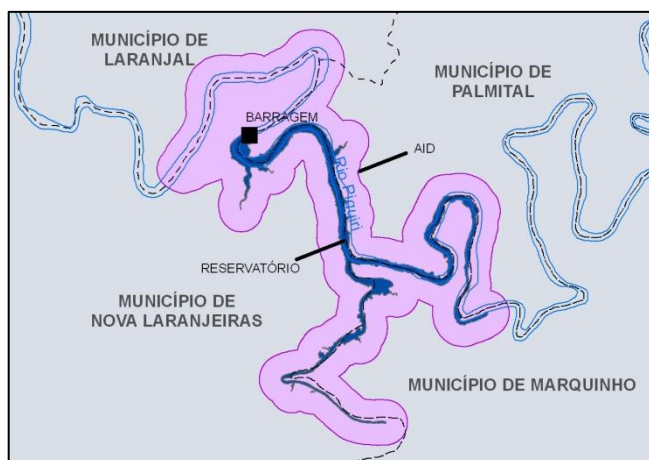 MUNICÍPIO DE
LARANJAL
MUNICÍPIO DE
PALMITAL
BARRAGEM
AID
Rio Piquiri
RESERVATÓRIO
MUNICÍPIO DE
NOVA LARANJEIRAS
MUNICÍPIO DE MARQUINHO